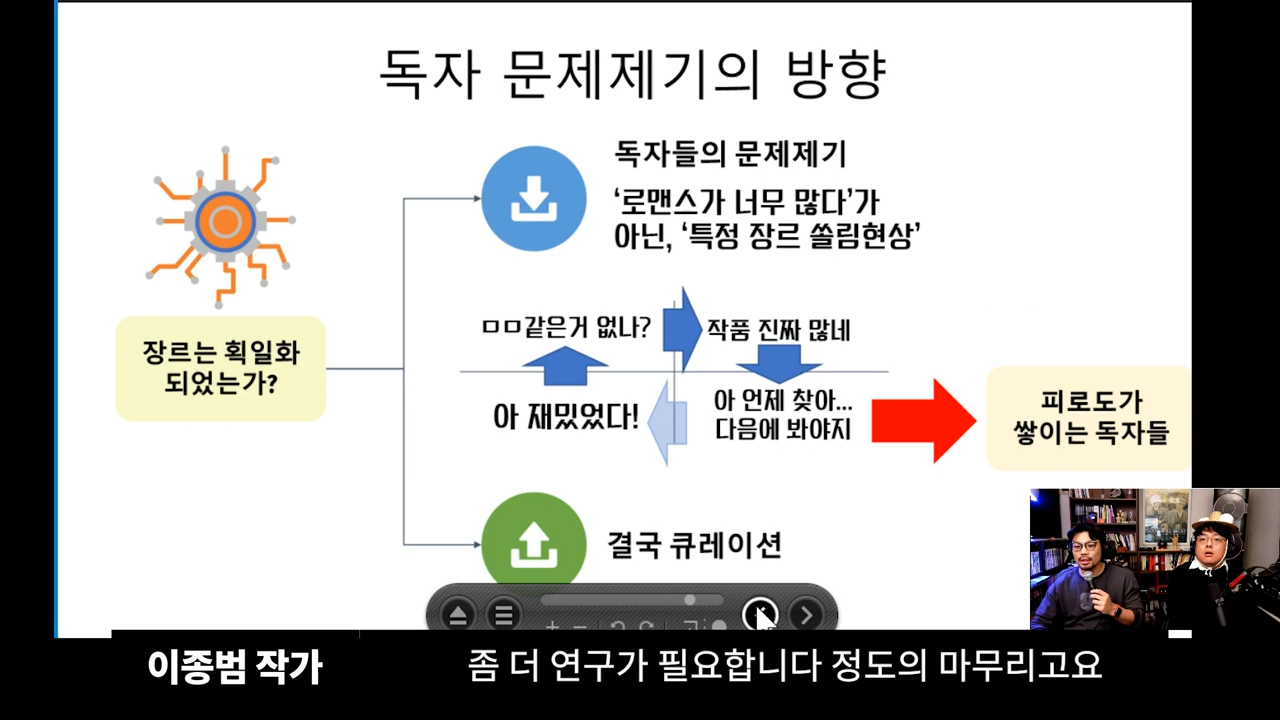 독자 문제제기의 방향
독자들의 문제제기
‘로맨스가 너무 많다’가
아닌, ‘특정 장르 쏠림현상’
장르는 획일화
되었는가?
ㅁㅁ같은거 없나?
작품 진짜 많네
아 언제 찾아...
다음에 봐야지
아 재밌었다!
피로도가
쌓이는 독자들
결국 큐레이션
이종범 작가
좀 더 연구가 필요합니다 정도의 마무리고요